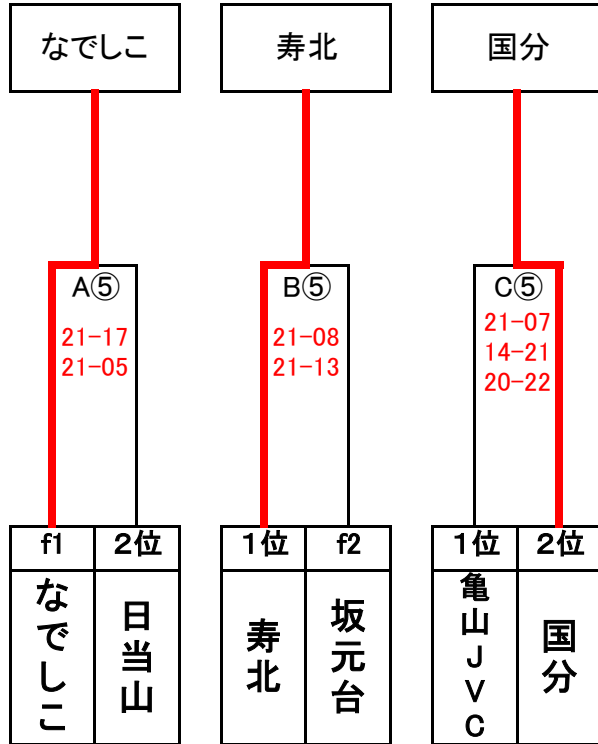 なでしこ
寿北
国分
A⑤
21-17
21-05
B⑤
21-08
21-13
C⑤
21-07
14-21
20-22
f1
2位
1位
f2
1位
2位
なでしこ
日当山
寿北
坂元台
亀山JVC
国分